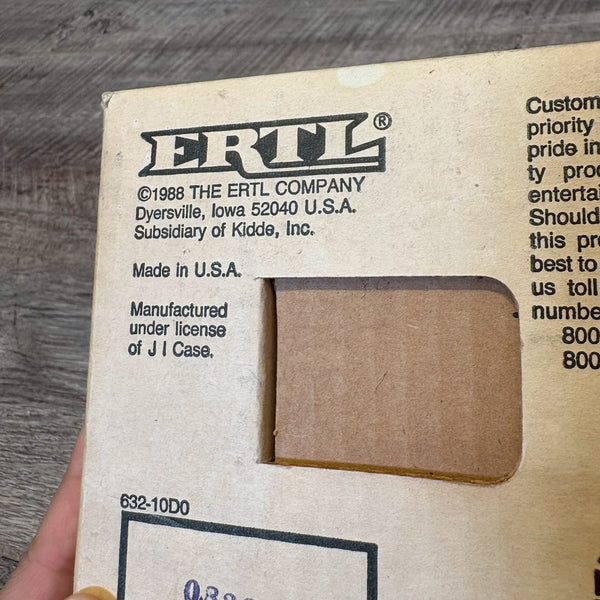 ERTL®
©1988 THE ERTL COMPANY
Dyersville, Iowa 52040 U.S.A.
Subsidiary of Kidde, Inc.
Made in U.S.A.
Manufactured
under license
of J I Case.
632-10D0
Custom
priority
pride in
ty prod
entertai
Should
this pro
best to
us toll
numbe
800
800